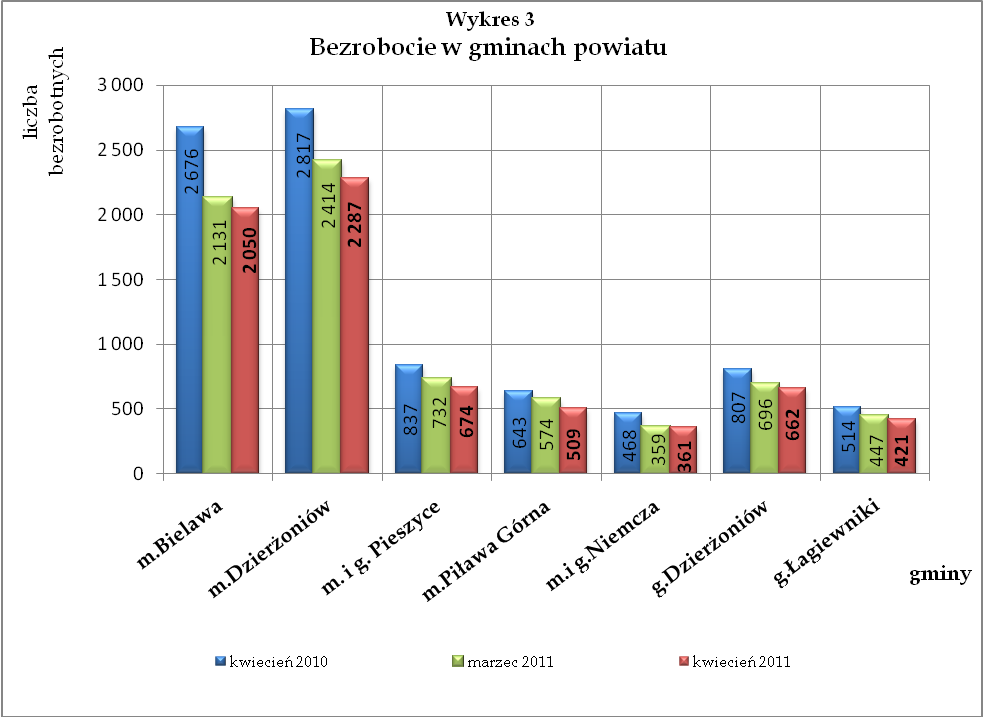 Wykres 3
Bezrobocie w gminach powiatu
liczba
bezrobotnych
3 000
2 500
2 000
1 500
1 000
500
0
2 676
2 131
2 050
2 817
2 414
2 287
837
732
674
643
574
509
468
359
361
807
696
662
514
447
421
m.Bielawa
m.Dzierżoniów
m. i g. Pieszyce
m.Piława Górna
m.i g.Niemcza
g.Dzierżoniów
g.Łagiewniki
gminy
kwiecień 2010
marzec 2011
kwiecień 2011